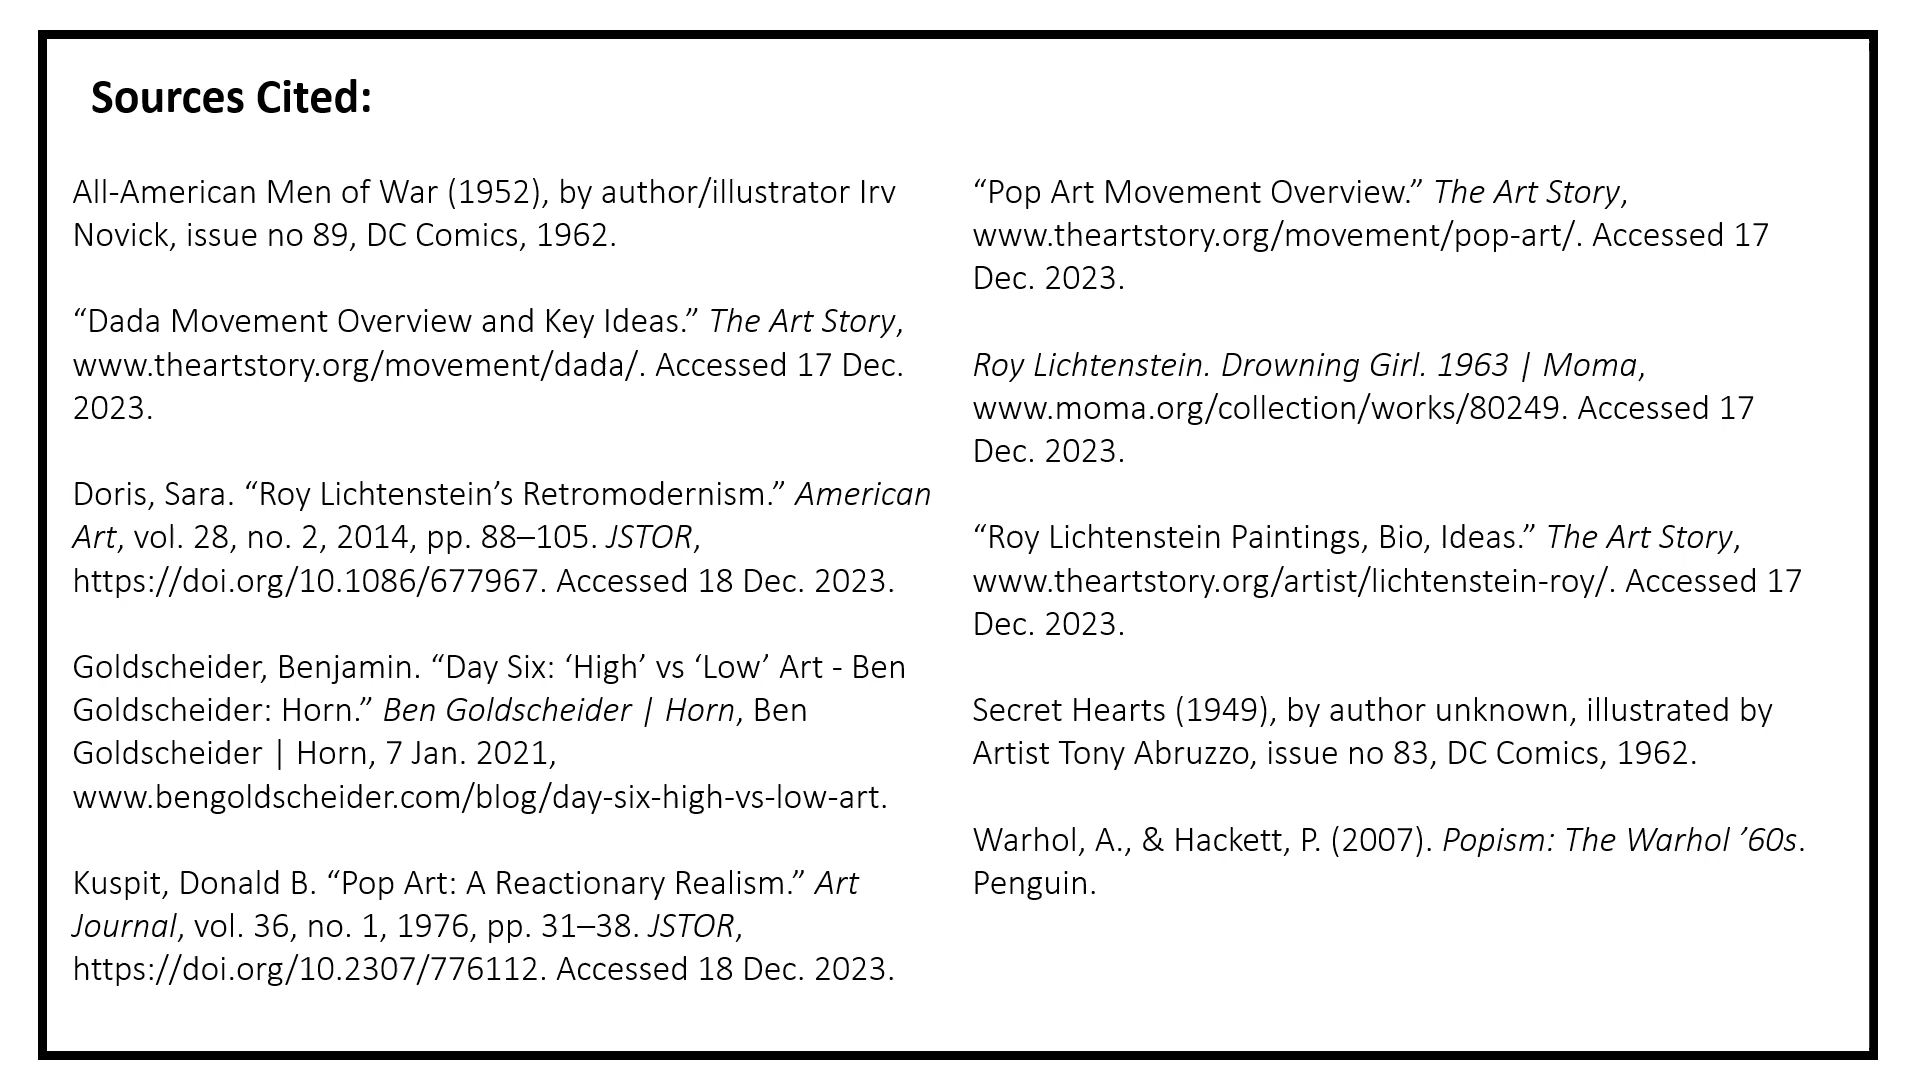 Sources Cited:
All-American Men of War (1952), by author/illustrator Irv
Novick, issue no 89, DC Comics, 1962.
“Dada Movement Overview and Key Ideas.” The Art Story,
www.theartstory.org/movement/dada/. Accessed 17 Dec.
2023.
Doris, Sara. “Roy Lichtenstein’s Retromodernism.” American
Art, vol. 28, no. 2, 2014, pp. 88–105. JSTOR,
https://doi.org/10.1086/677967. Accessed 18 Dec. 2023.
Goldscheider, Benjamin. “Day Six: ‘High’ vs ‘Low’ Art - Ben
Goldscheider: Horn.” Ben Goldscheider | Horn, Ben
Goldscheider | Horn, 7 Jan. 2021,
www.bengoldscheider.com/blog/day-six-high-vs-low-art.
Kuspit, Donald B. “Pop Art: A Reactionary Realism.” Art
Journal, vol. 36, no. 1, 1976, pp. 31–38. JSTOR,
https://doi.org/10.2307/776112. Accessed 18 Dec. 2023.
“Pop Art Movement Overview.” The Art Story,
www.theartstory.org/movement/pop-art/. Accessed 17
Dec. 2023.
Roy Lichtenstein. Drowning Girl. 1963 | Moma,
www.moma.org/collection/works/80249. Accessed 17
Dec. 2023.
“Roy Lichtenstein Paintings, Bio, Ideas.” The Art Story,
www.theartstory.org/artist/lichtenstein-roy/. Accessed 17
Dec. 2023.
Secret Hearts (1949), by author unknown, illustrated by
Artist Tony Abruzzo, issue no 83, DC Comics, 1962.
Warhol, A., & Hackett, P. (2007). Popism: The Warhol ’60s.
Penguin.